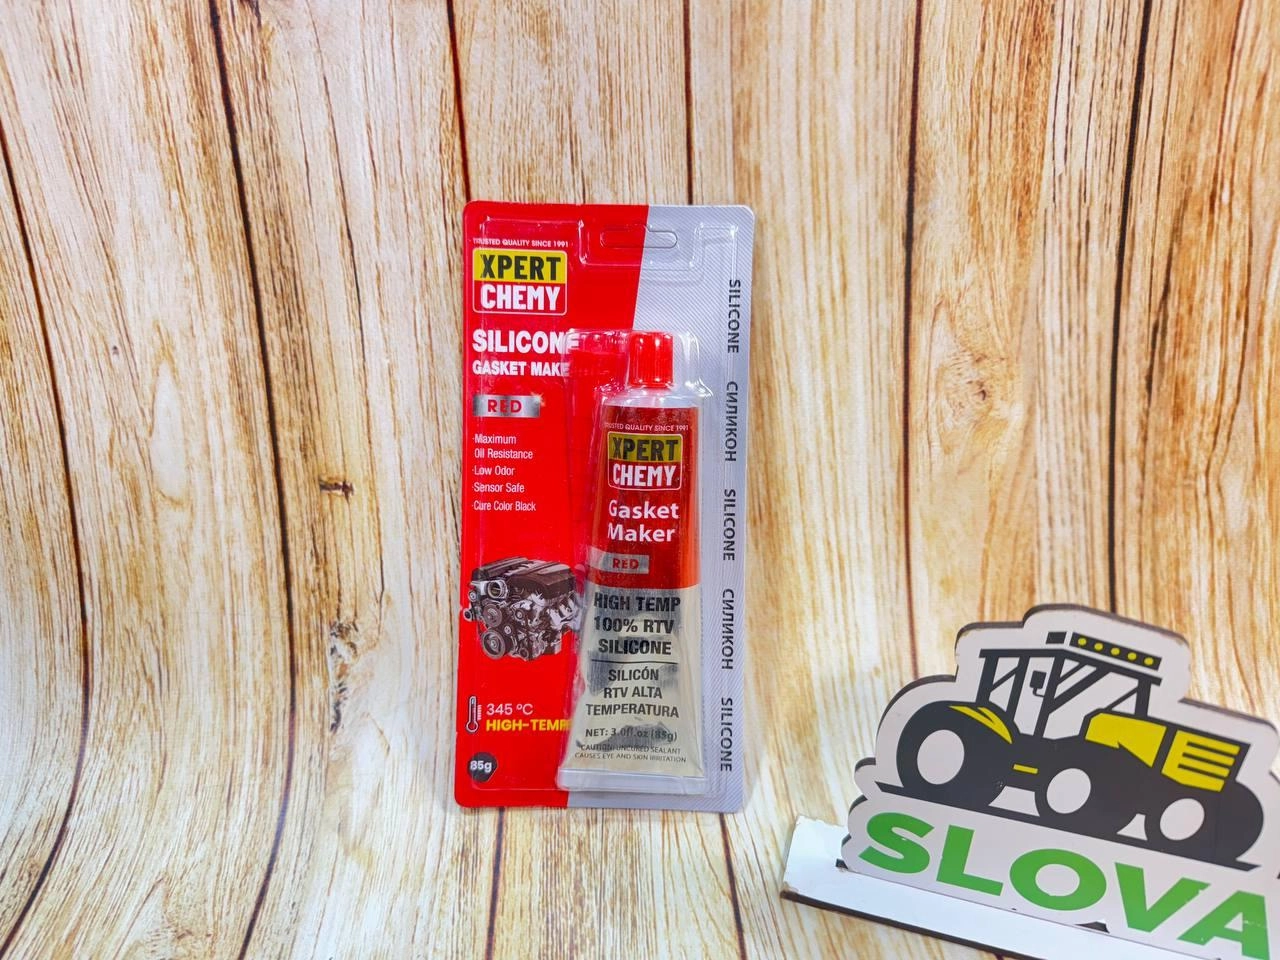 TRUSTED QUALITY SINCE 1991
XPERT
CHEMY
SILICONE
GASKET MAKE
RED
·Maximum
Oil Resistance
·Low Odor
·Sensor Safe
·Cure Color Black
345 °C
HIGH-TEMP
85g
TRUSTED QUALITY SINCE 1991
XPERT
CHEMY
Gasket
Maker
RED
HIGH TEMP
100% RTV
SILICONE
SILICÓN
RTV ALTA
TEMPERATURA
NET: 3.0fl.oz (85g)
CAUTION: UNCURED SEALANT
CAUSES EYE AND SKIN IRRITATION
SILICONE
СИЛИКОН
SILICONE
СИЛИКОН
SILICONE
SLOVA